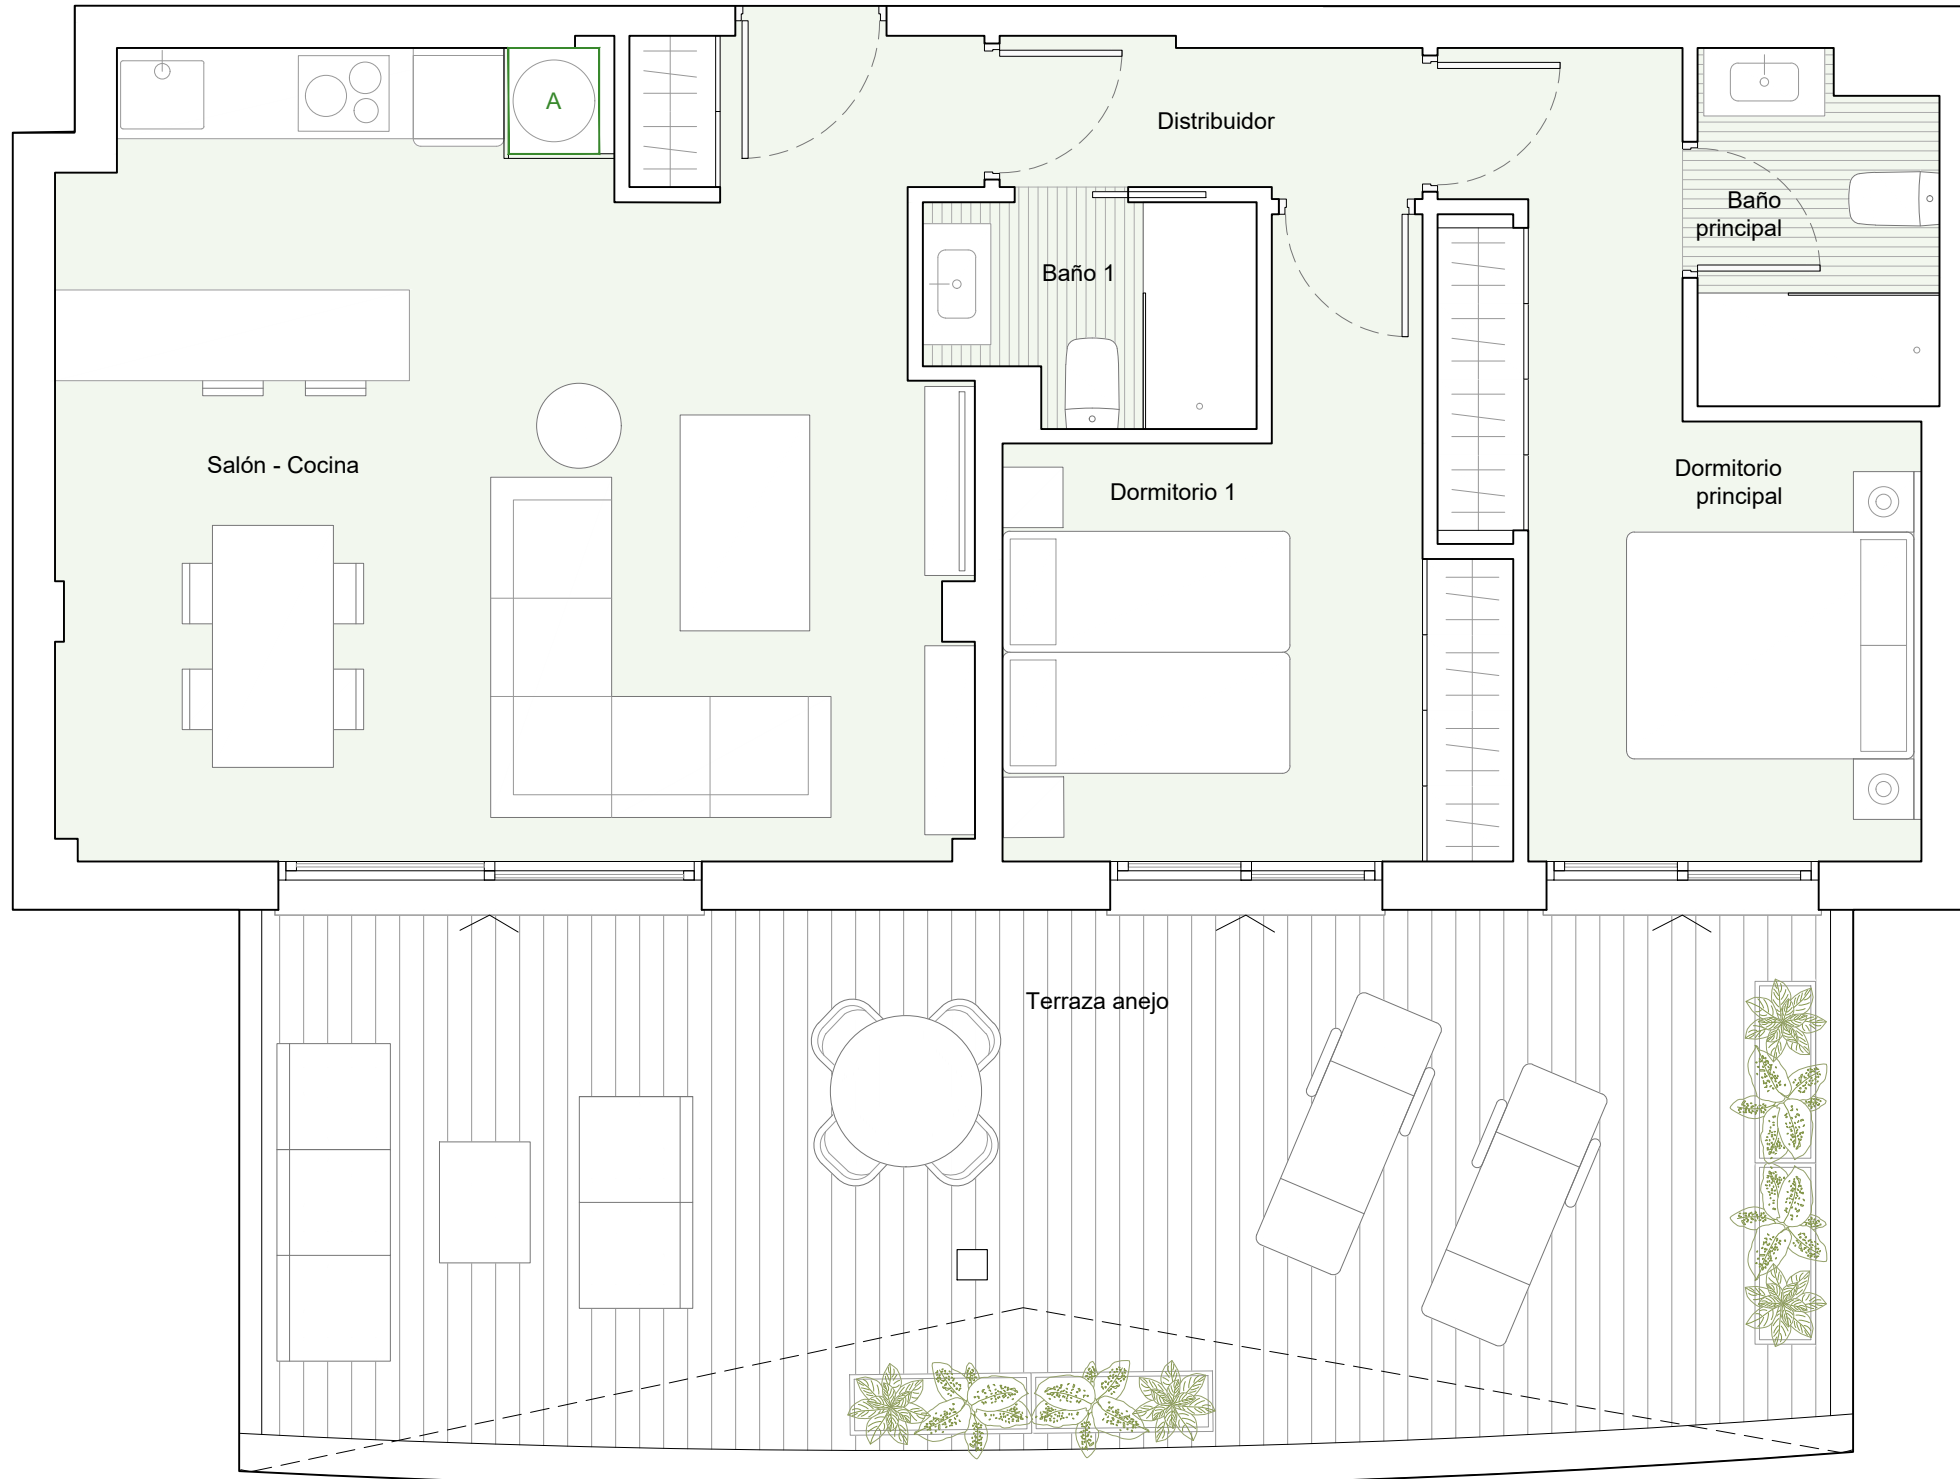 A
Distribuidor
Baño
principal
Baño 1
Salón - Cocina
Dormitorio 1
Dormitorio
principal
Terraza anejo